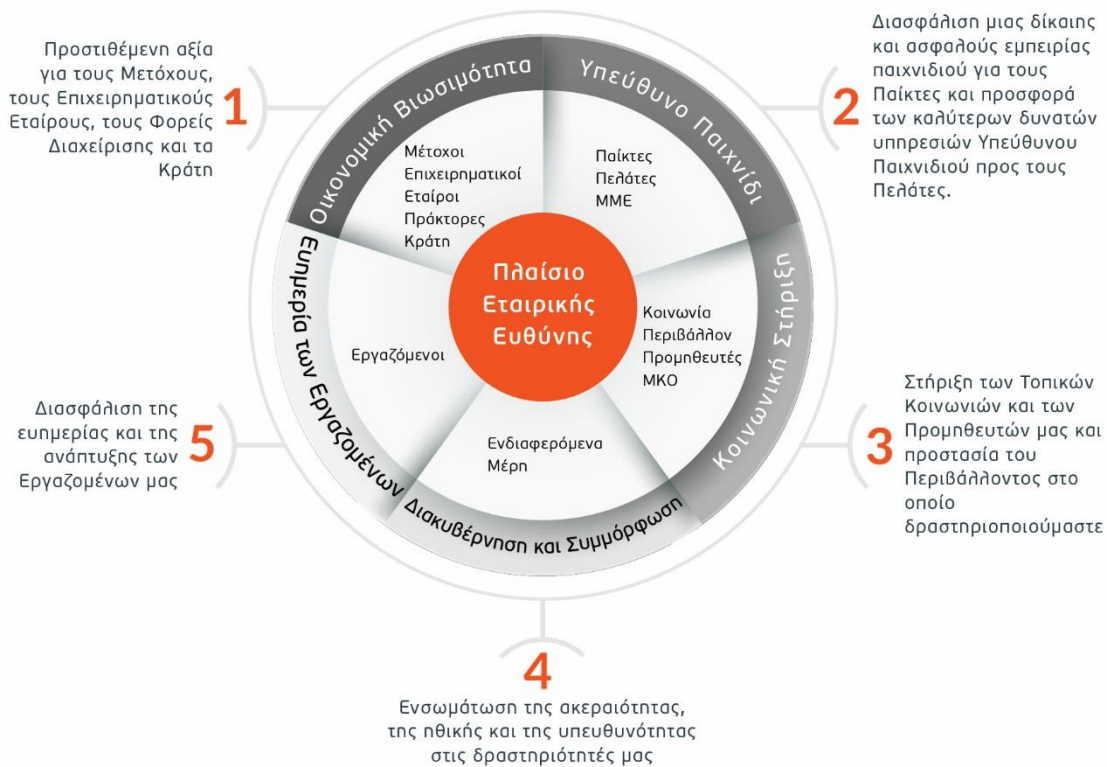 Προστιθέμενη αξία
για τους Μετόχους,
τους Επιχειρηματικούς
Εταίρους, τους Φορείς
Διαχείρισης και τα
Κράτη
1
Οικονομική Βιωσιμότητα
Μέτοχοι
Επιχειρηματικοί
Εταίροι
Πράκτορες
Κράτη
Υπεύθυνο Παιχνίδι
Παίκτες
Πελάτες
ΜΜΕ
2
Διασφάλιση μιας δίκαιης
και ασφαλούς εμπειρίας
παιχνιδιού για τους
Παίκτες και προσφορά
των καλύτερων δυνατών
υπηρεσιών Υπεύθυνου
Παιχνιδιού προς τους
Πελάτες.
Πλαίσιο
Εταιρικής
Ευθύνης
Κοινωνική Στήριξη
Κοινωνία
Περιβάλλον
Προμηθευτές
ΜΚΟ
3
Στήριξη των Τοπικών
Κοινωνιών και των
Προμηθευτών μας και
προστασία του
Περιβάλλοντος στο
οποίο
δραστηριοποιούμαστε
Διακυβέρνηση και Συμμόρφωση
Ενδιαφερόμενα
Μέρη
4
Ενσωμάτωση της ακεραιότητας,
της ηθικής και της υπευθυνότητας
στις δραστηριότητές μας
Ευημερία των Εργαζομένων
Εργαζόμενοι
5
Διασφάλιση της
ευημερίας και της
ανάπτυξης των
Εργαζομένων μας